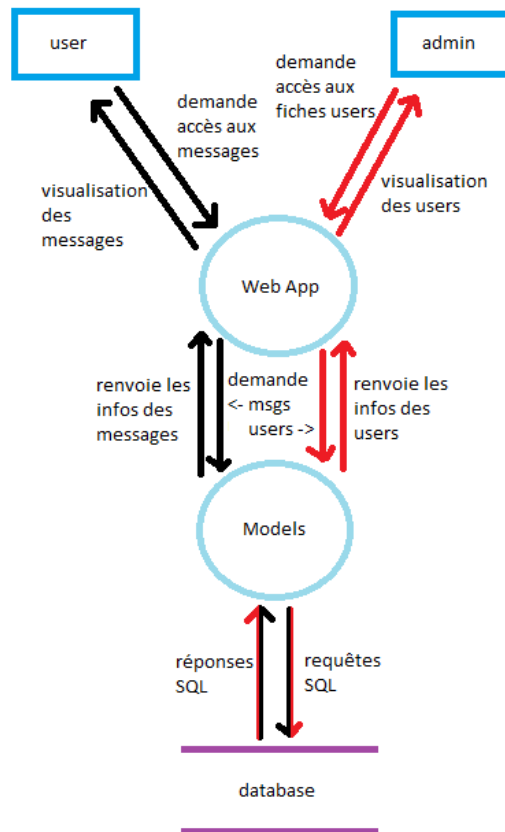 user
admin
demande
accès aux
messages
demande
accès aux
fiches users
visualisation
des
messages
visualisation
des users
Web App
renvoie les
infos des
messages
demande
<- msgs
users ->
renvoie les
infos des
users
Models
réponses
SQL
requêtes
SQL
database